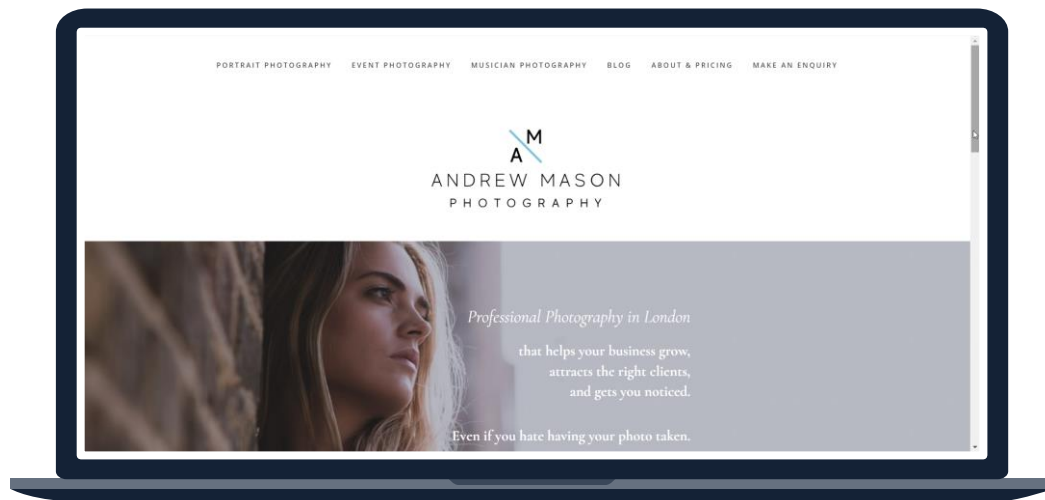 PORTRAIT PHOTOGRAPHY EVENT PHOTOGRAPHY MUSICIAN PHOTOGRAPHY BLOG ABOUT & PRICING MAKE AN ENQUIRY
M
A
ANDREW MASON
PHOTOGRAPHY
Professional Photography in London
that helps your business grow,
attracts the right clients,
and gets you noticed.
Even if you hate having your photo taken.